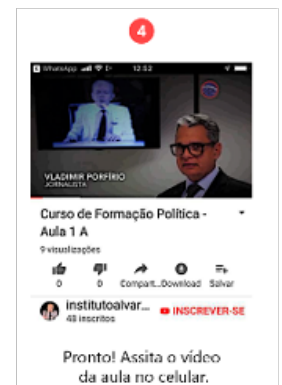 4
WhatsApp 12:52
VLADIMIR PORFÍRIO
JORNALISTA
Curso de Formação Política -
Aula 1 A
9 visualizações
0 0 Compart... Download Salvar
institutoalvar... INSCREVER-SE
48 inscritos
Pronto! Assita o vídeo
da aula no celular.